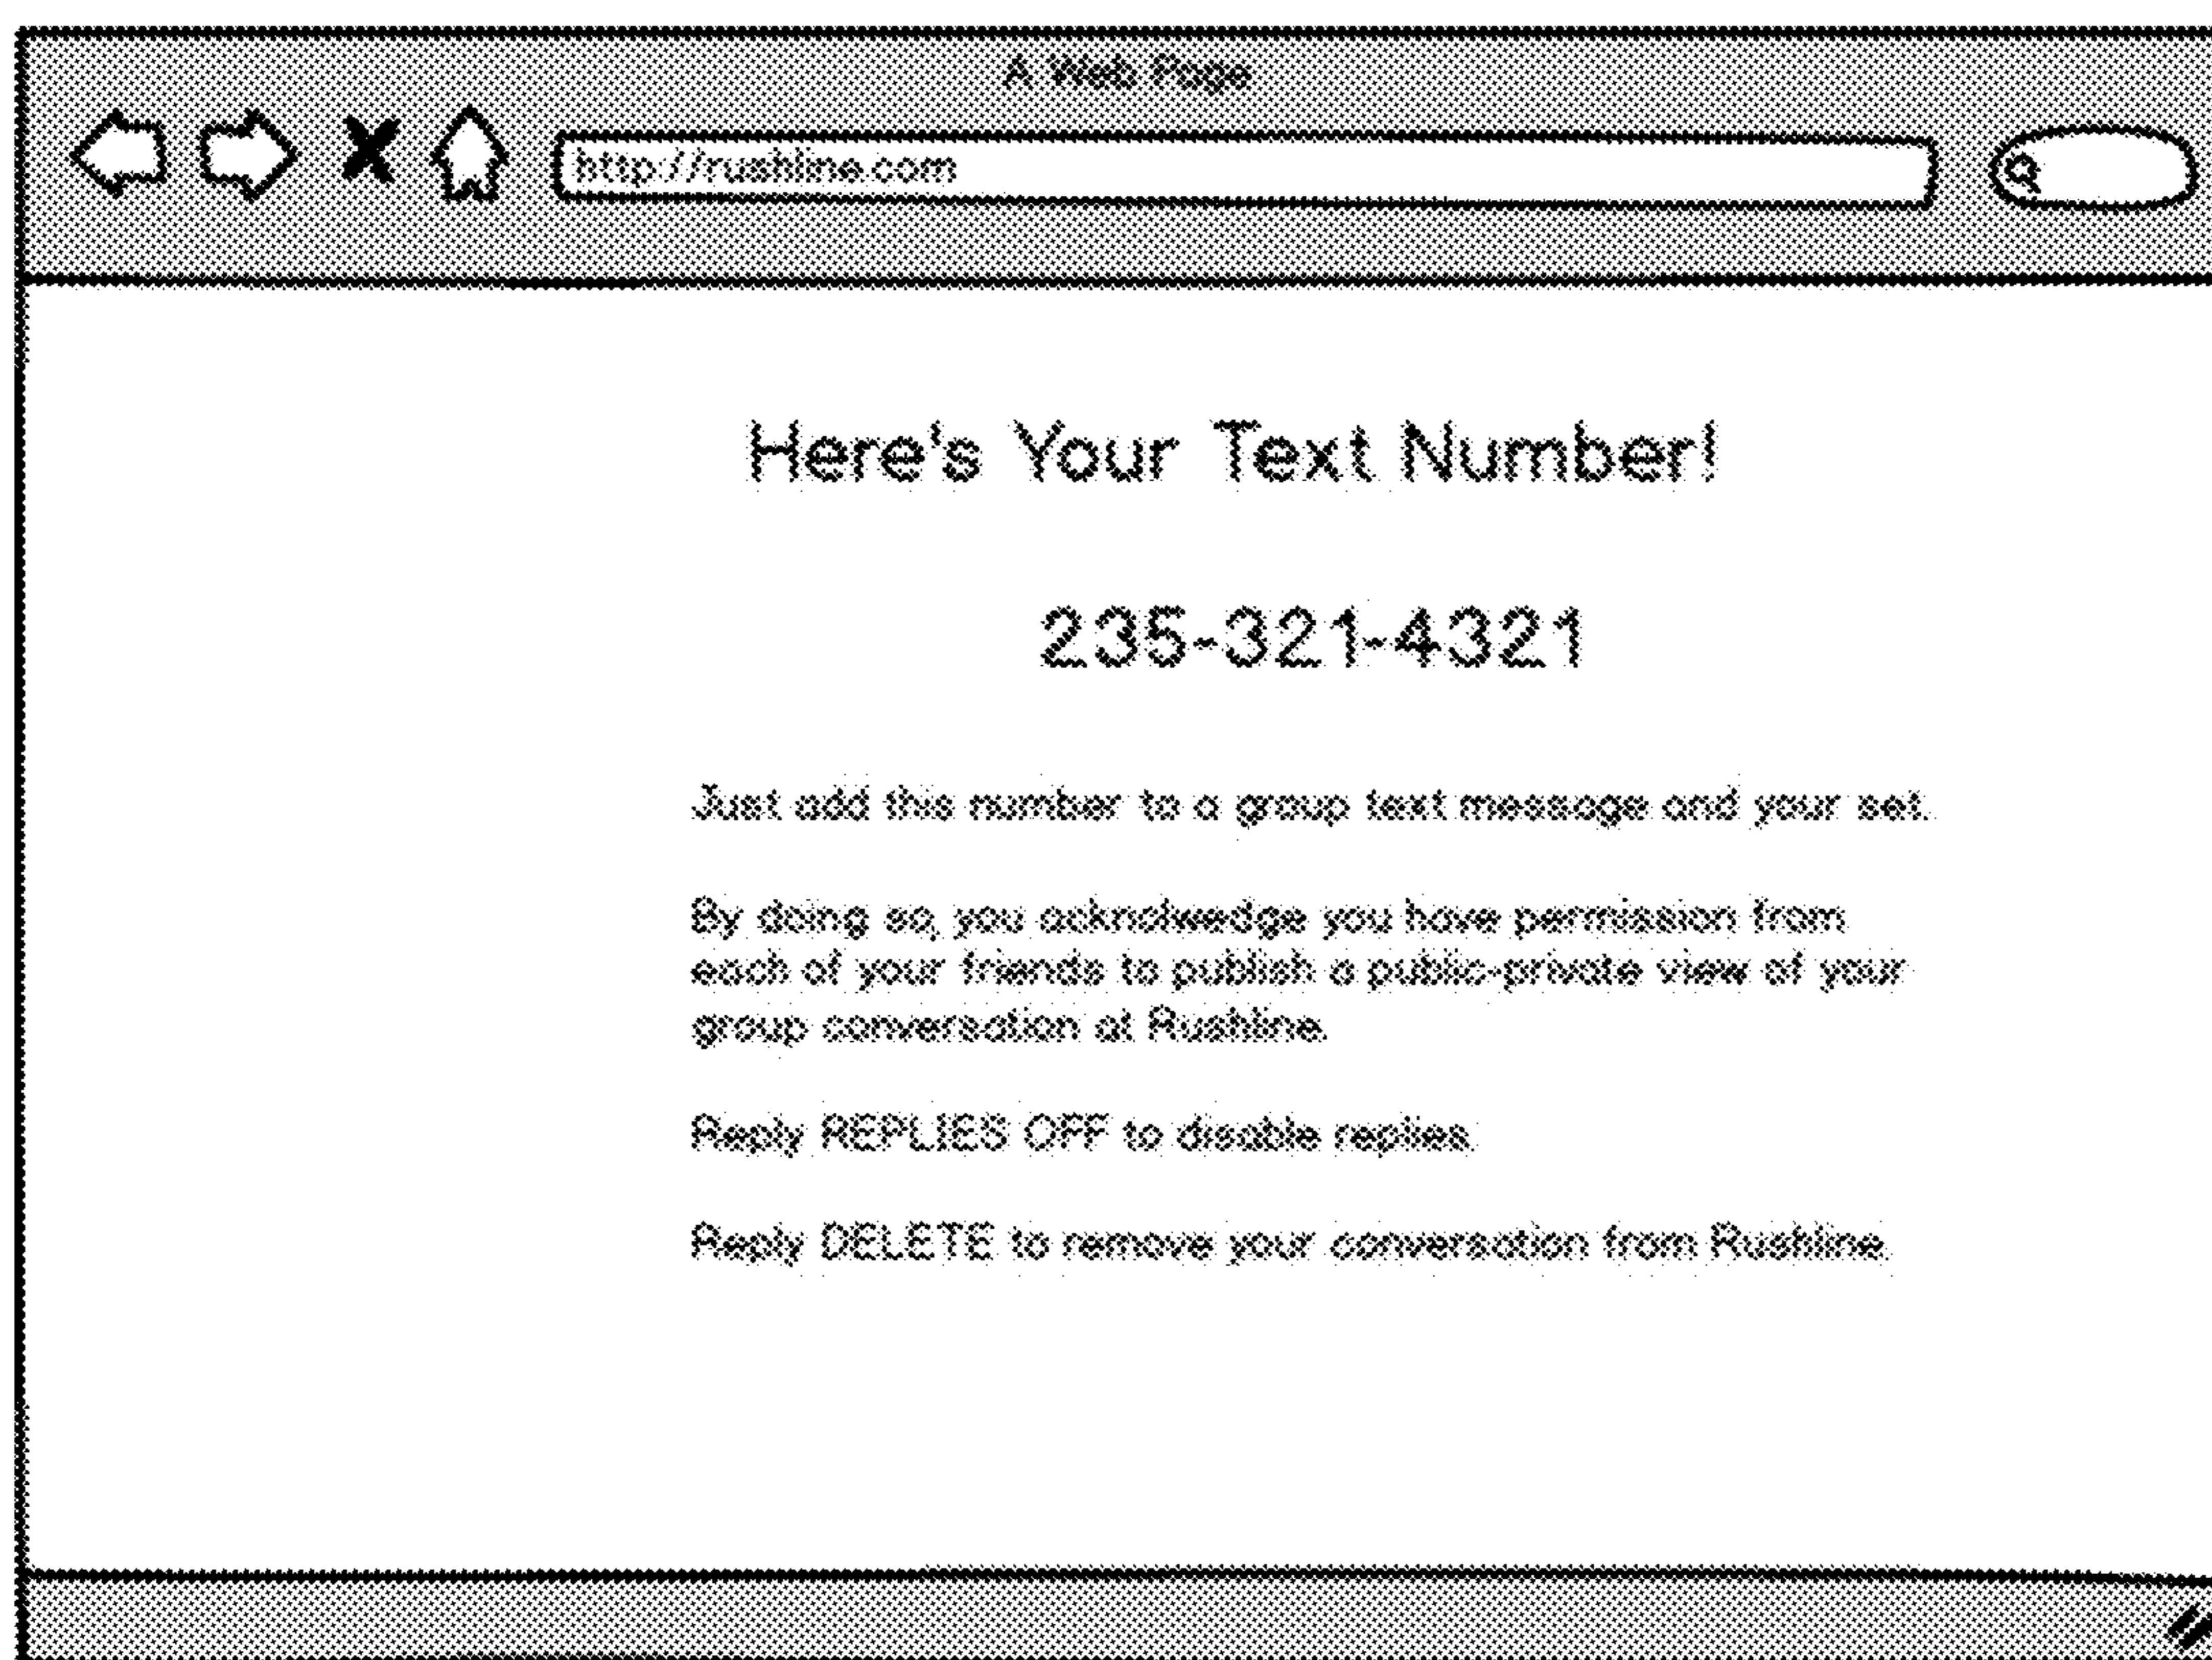 A Web Page
http://rushline.com
Here's Your Text Number!
235-321-4321
Just add this number to a group text message and your set.
By doing so, you acknolwedge you have permission from
each of your friends to publish a public-private view of your
group conversation at Rushline.
Reply REPLIES OFF to disable replies.
Reply DELETE to remove your conversation from Rushline.